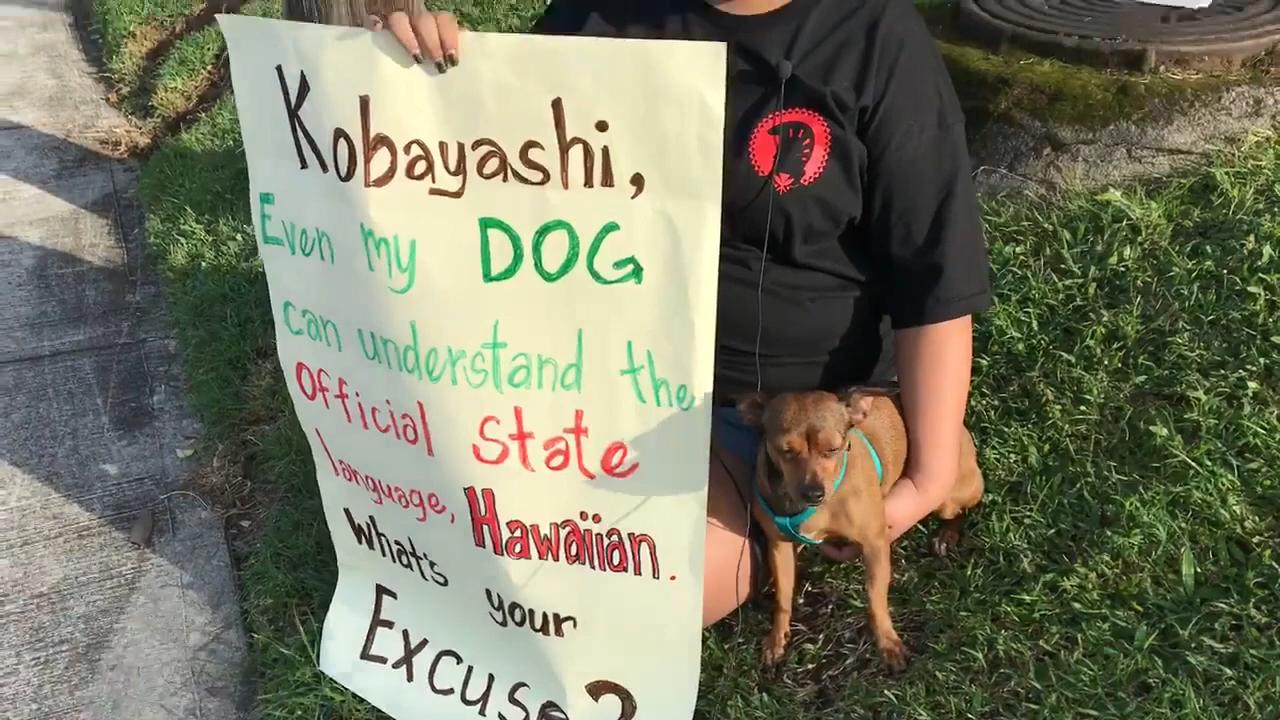 Kobayashi,
Even my DOG
can understand the
Official State
language, Hawaiian.
What's your
Excuse?